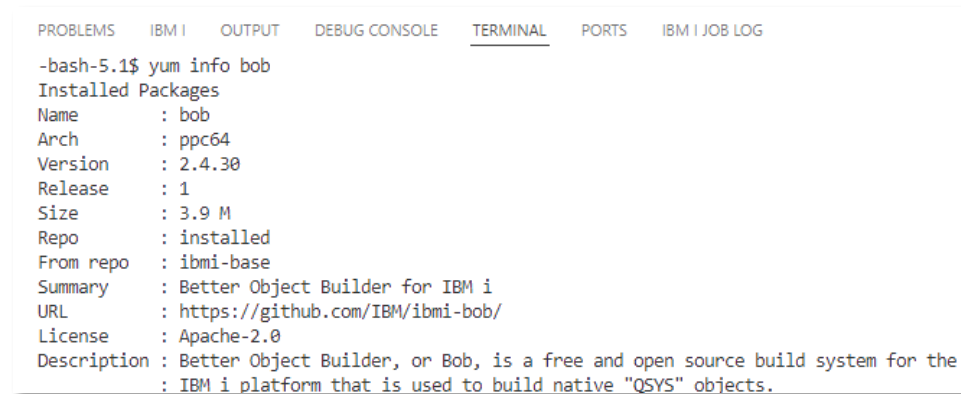 PROBLEMS IBM I OUTPUT DEBUG CONSOLE TERMINAL PORTS IBM I JOB LOG
-bash-5.1$ yum info bob
Installed Packages
Name : bob
Arch : ppc64
Version : 2.4.30
Release : 1
Size : 3.9 M
Repo : installed
From repo : ibmi-base
Summary : Better Object Builder for IBM i
URL : https://github.com/IBM/ibmi-bob/
License : Apache-2.0
Description : Better Object Builder, or Bob, is a free and open source build system for the
: IBM i platform that is used to build native "QSYS" objects.